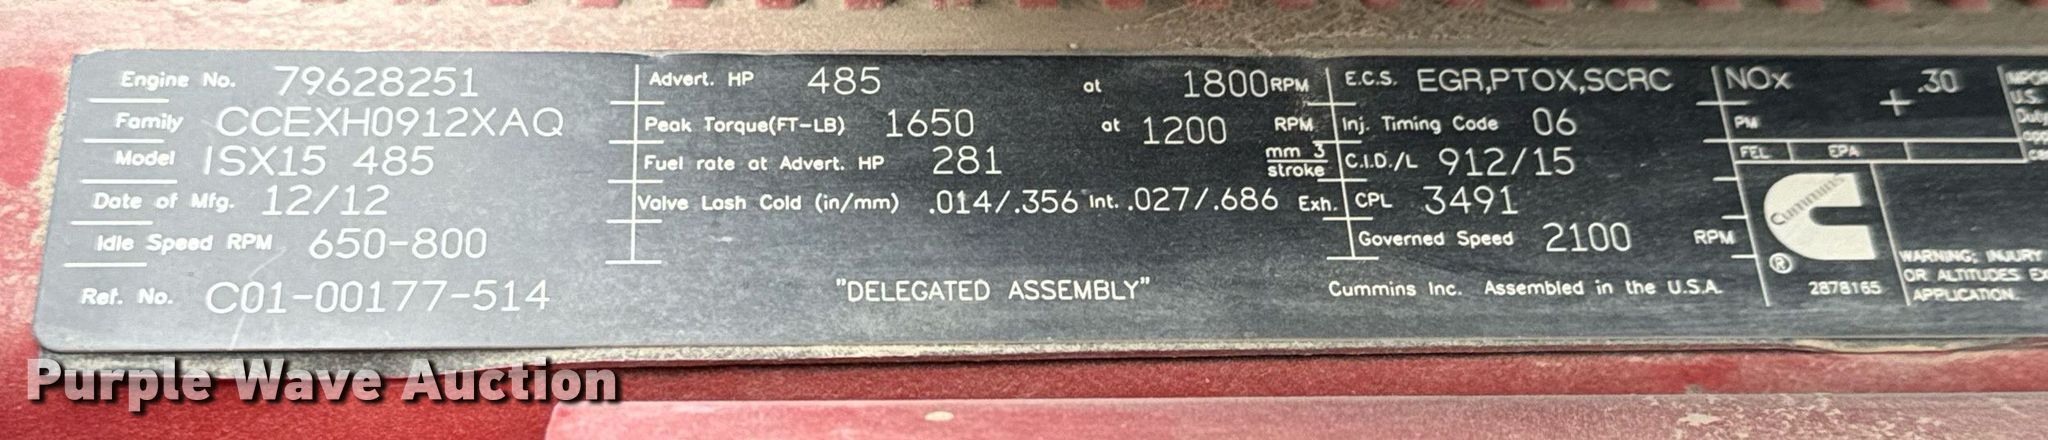 Engine No. 79628251
Family CCEXH0912XAQ
Model ISX15 485
Date of Mfg. 12/12
Idle Speed RPM 650-800
Ref. No. C01-00177-514
Advert. HP 485 at 1800 RPM
Peak Torque(FT-LB) 1650 at 1200 RPM
Fuel rate at Advert. HP 281 mm 3 stroke
Valve Lash Cold (in/mm) .014/.356 Int. .027/.686 Exh.
"DELEGATED ASSEMBLY"
E.C.S. EGR,PTOX,SCRC
Inj. Timing Code 06
C.I.D./L 912/15
CPL 3491
Governed Speed 2100 RPM
Cummins Inc. Assembled in the U.S.A.
NOx .30
PM
FEL EPA
Cummins
®
2878165
U.S.
WARNING: INJURY
OR ALTITUDES
APPLICATION.
Purple Wave Auction